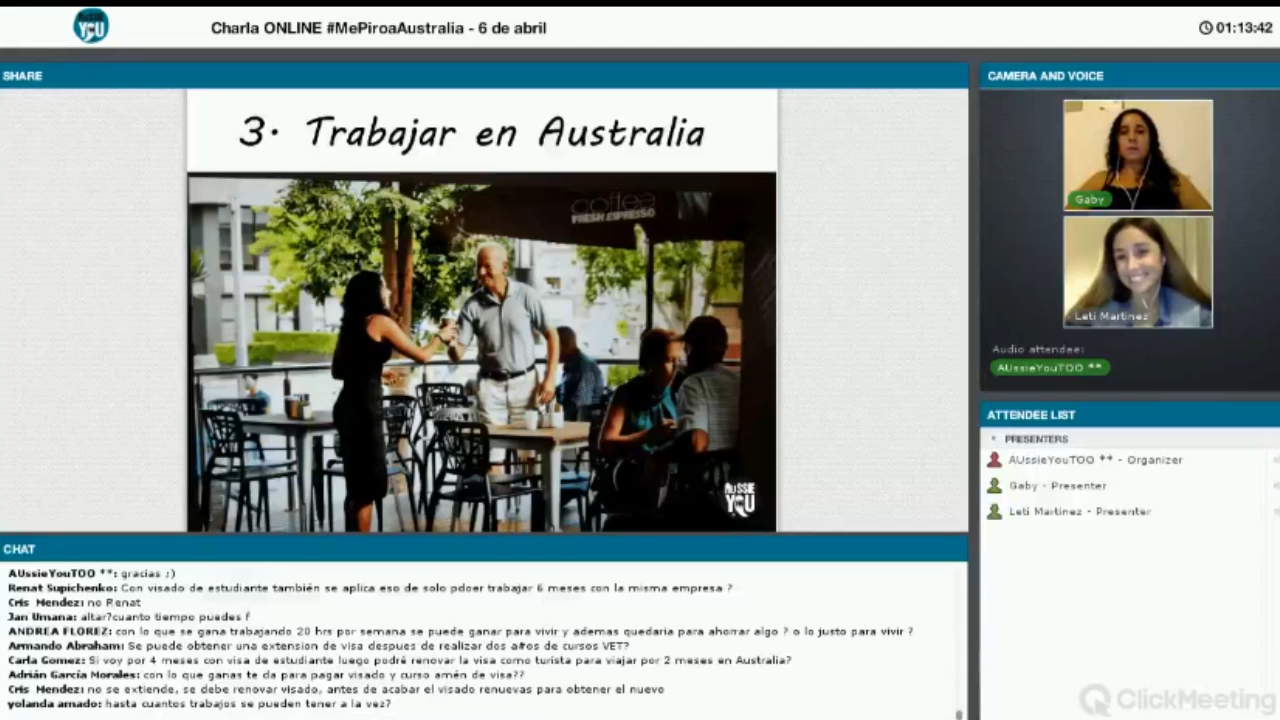 AUSSIE YOU
Charla ONLINE #MePiroaAustralia - 6 de abril
01:13:42
SHARE
3. Trabajar en Australia
coffee
FRESH ESPRESSO
AUSSIE
YOU
CAMERA AND VOICE
Gaby
Leti Martinez
Audio attendee:
AUssieYouTOO **
ATTENDEE LIST
PRESENTERS
AUssieYouTOO ** - Organizer
Gaby - Presenter
Leti Martinez - Presenter
CHAT
AUssieYouTOO **: gracias ;)
Renat Supichenko: Con visado de estudiante también se aplica eso de solo pdoer trabajar 6 meses con la misma empresa ?
Cris Mendez: no Renat
Jan Umana: altar?cuanto tiempo puedes f
ANDREA FLOREZ: con lo que se gana trabajando 20 hrs por semana se puede ganar para vivir y ademas quedaria para ahorrar algo ? o lo justo para vivir ?
Armando Abraham: Se puede obtener una extension de visa despues de realizar dos a#os de cursos VET?
Carla Gomez: Si voy por 4 meses con visa de estudiante luego podré renovar la visa como turista para viajar por 2 meses en Australia?
Adrián García Morales: con lo que ganas te da para pagar visado y curso amén de visa??
Cris Mendez: no se extiende, se debe renovar visado, antes de acabar el visado renuevas para obtener el nuevo
yolanda amado: hasta cuantos trabajos se pueden tener a la vez?
ClickMeeting